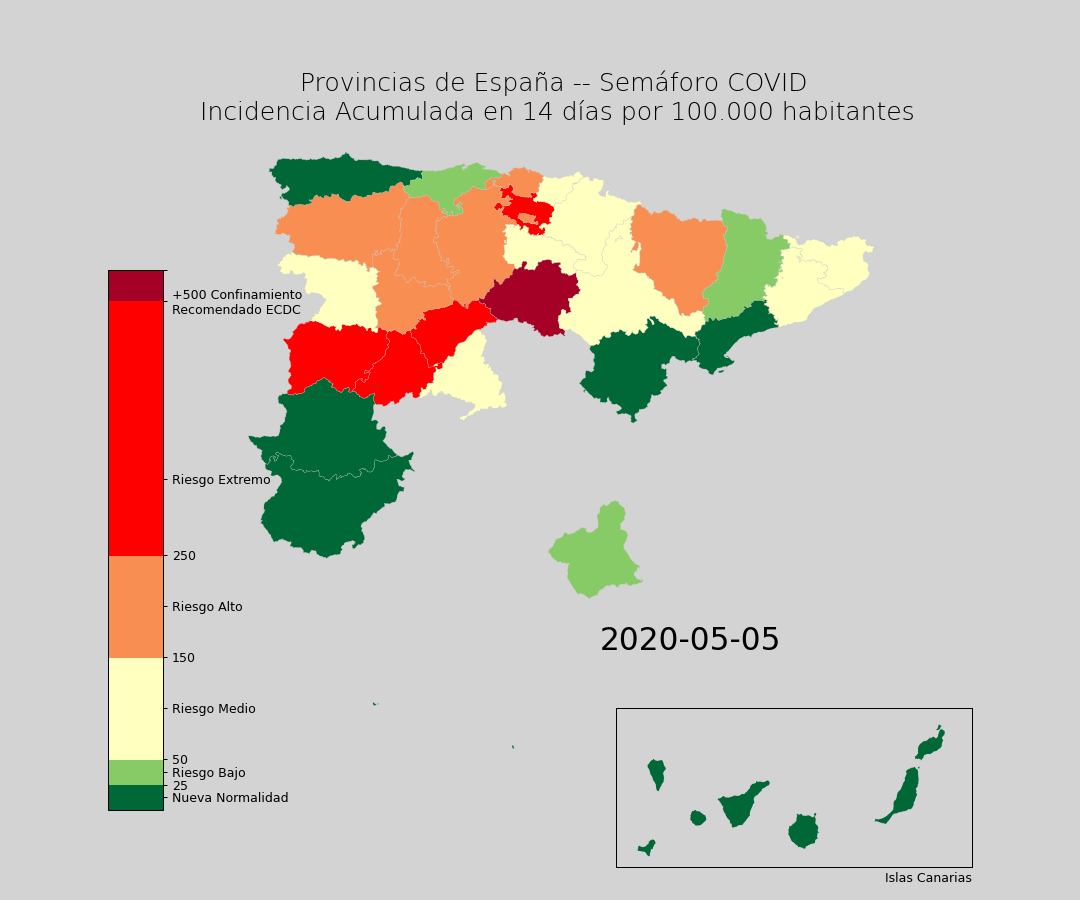 Provincias de España -- Semáforo COVID
Incidencia Acumulada en 14 días por 100.000 habitantes
+500 Confinamiento
Recomendado ECDC
Riesgo Extremo
250
Riesgo Alto
150
Riesgo Medio
50
Riesgo Bajo
25
Nueva Normalidad
2020-05-05
Islas Canarias